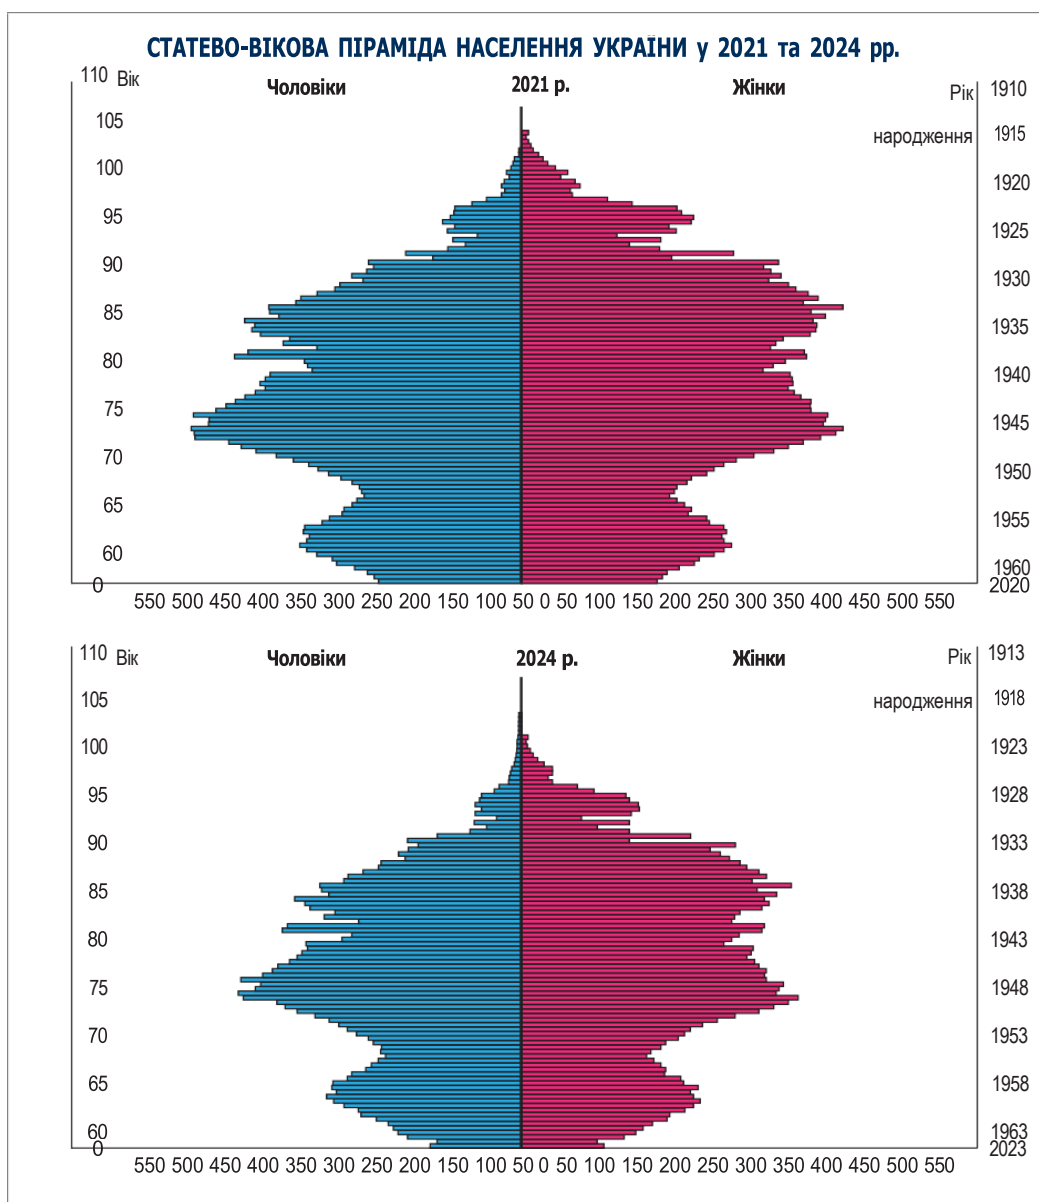 СТАТЕВО-ВІКОВА ПІРАМІДА НАСЕЛЕННЯ УКРАЇНИ у 2021 та 2024 рр.
110 Вік Чоловіки 2021 р. Жінки Рік 1910
105 народження 1915
100 1920
95 1925
90 1930
85 1935
80 1940
75 1945
70 1950
65 1955
60 1960
0 2020
550 500 450 400 350 300 250 200 150 100 50 0 50 100 150 200 250 300 350 400 450 500 550
110 Вік Чоловіки 2024 р. Жінки Рік 1913
105 народження 1918
100 1923
95 1928
90 1933
85 1938
80 1943
75 1948
70 1953
65 1958
60 1963
0 2023
550 500 450 400 350 300 250 200 150 100 50 0 50 100 150 200 250 300 350 400 450 500 550